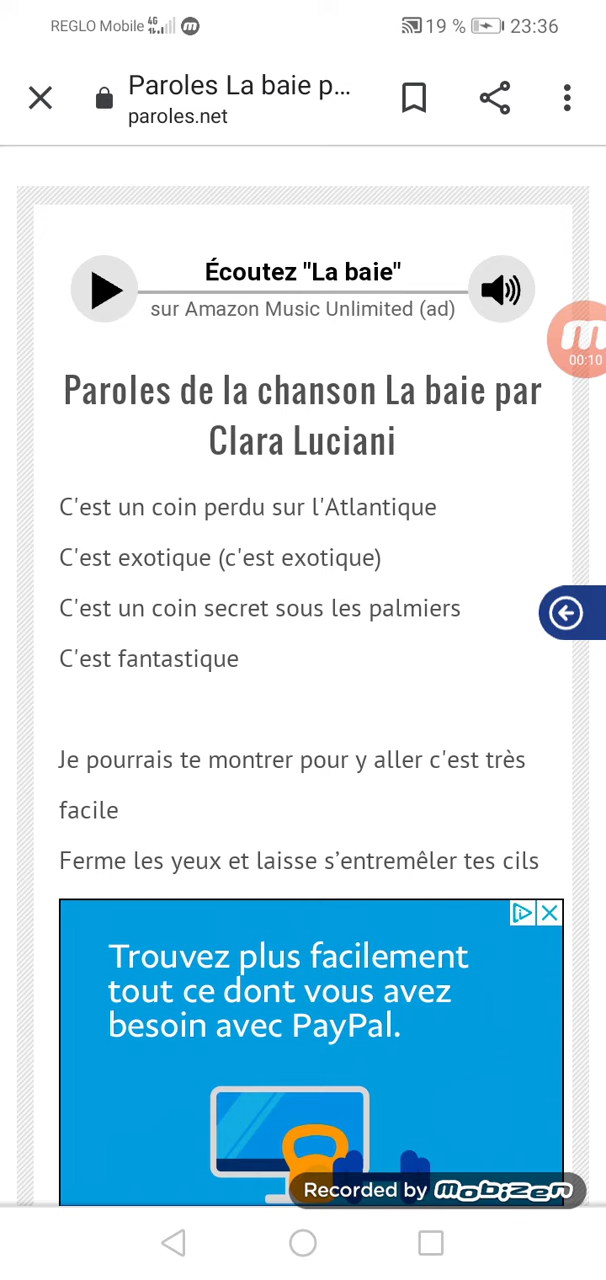 REGLO Mobile 4G 19 % 23:36
Paroles La baie p...
paroles.net
Écoutez "La baie"
sur Amazon Music Unlimited (ad)
00:10
Paroles de la chanson La baie par
Clara Luciani
C'est un coin perdu sur l'Atlantique
C'est exotique (c'est exotique)
C'est un coin secret sous les palmiers
C'est fantastique
Je pourrais te montrer pour y aller c'est très
facile
Ferme les yeux et laisse s’entremêler tes cils
Trouvez plus facilement
tout ce dont vous avez
besoin avec PayPal.
Recorded by mobizen